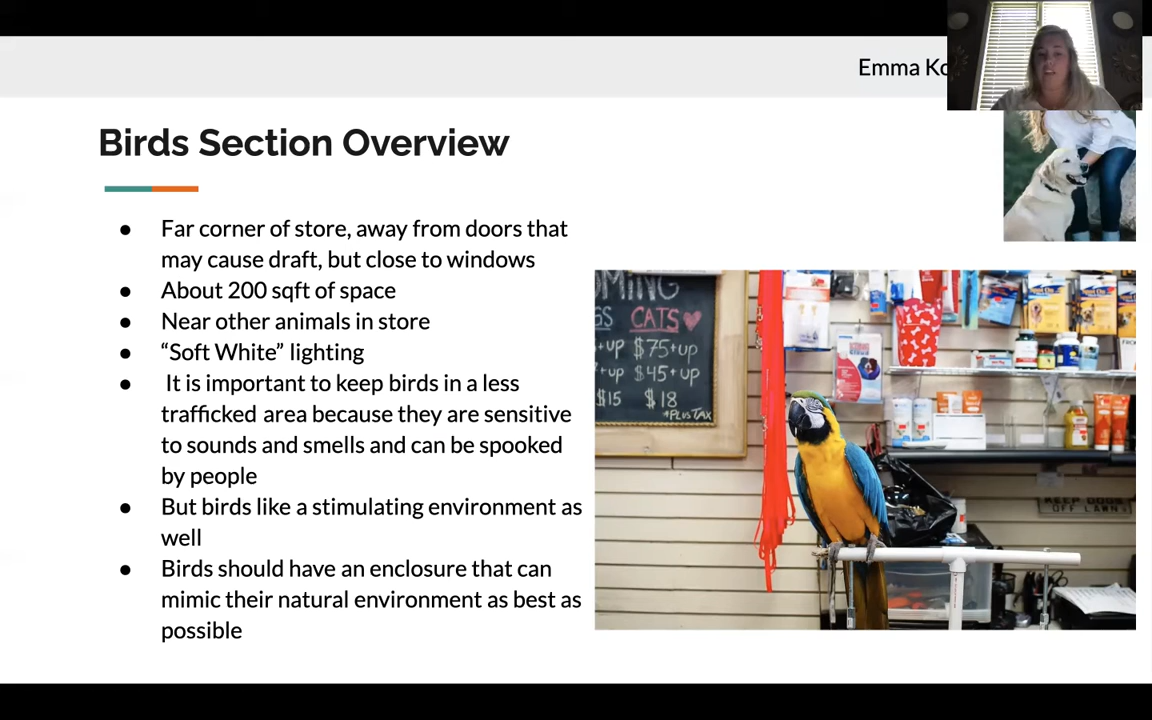 Emma
Birds Section Overview
● Far corner of store, away from doors that
may cause draft, but close to windows
● About 200 sqft of space
● Near other animals in store
● “Soft White” lighting
● It is important to keep birds in a less
trafficked area because they are sensitive
to sounds and smells and can be spooked
by people
● But birds like a stimulating environment as
well
● Birds should have an enclosure that can
mimic their natural environment as best as
possible
CATS
+UP $75+UP
+UP $45+UP
$15 $18
+PLUS TAX
KEEP DOGS
OFF LAWN